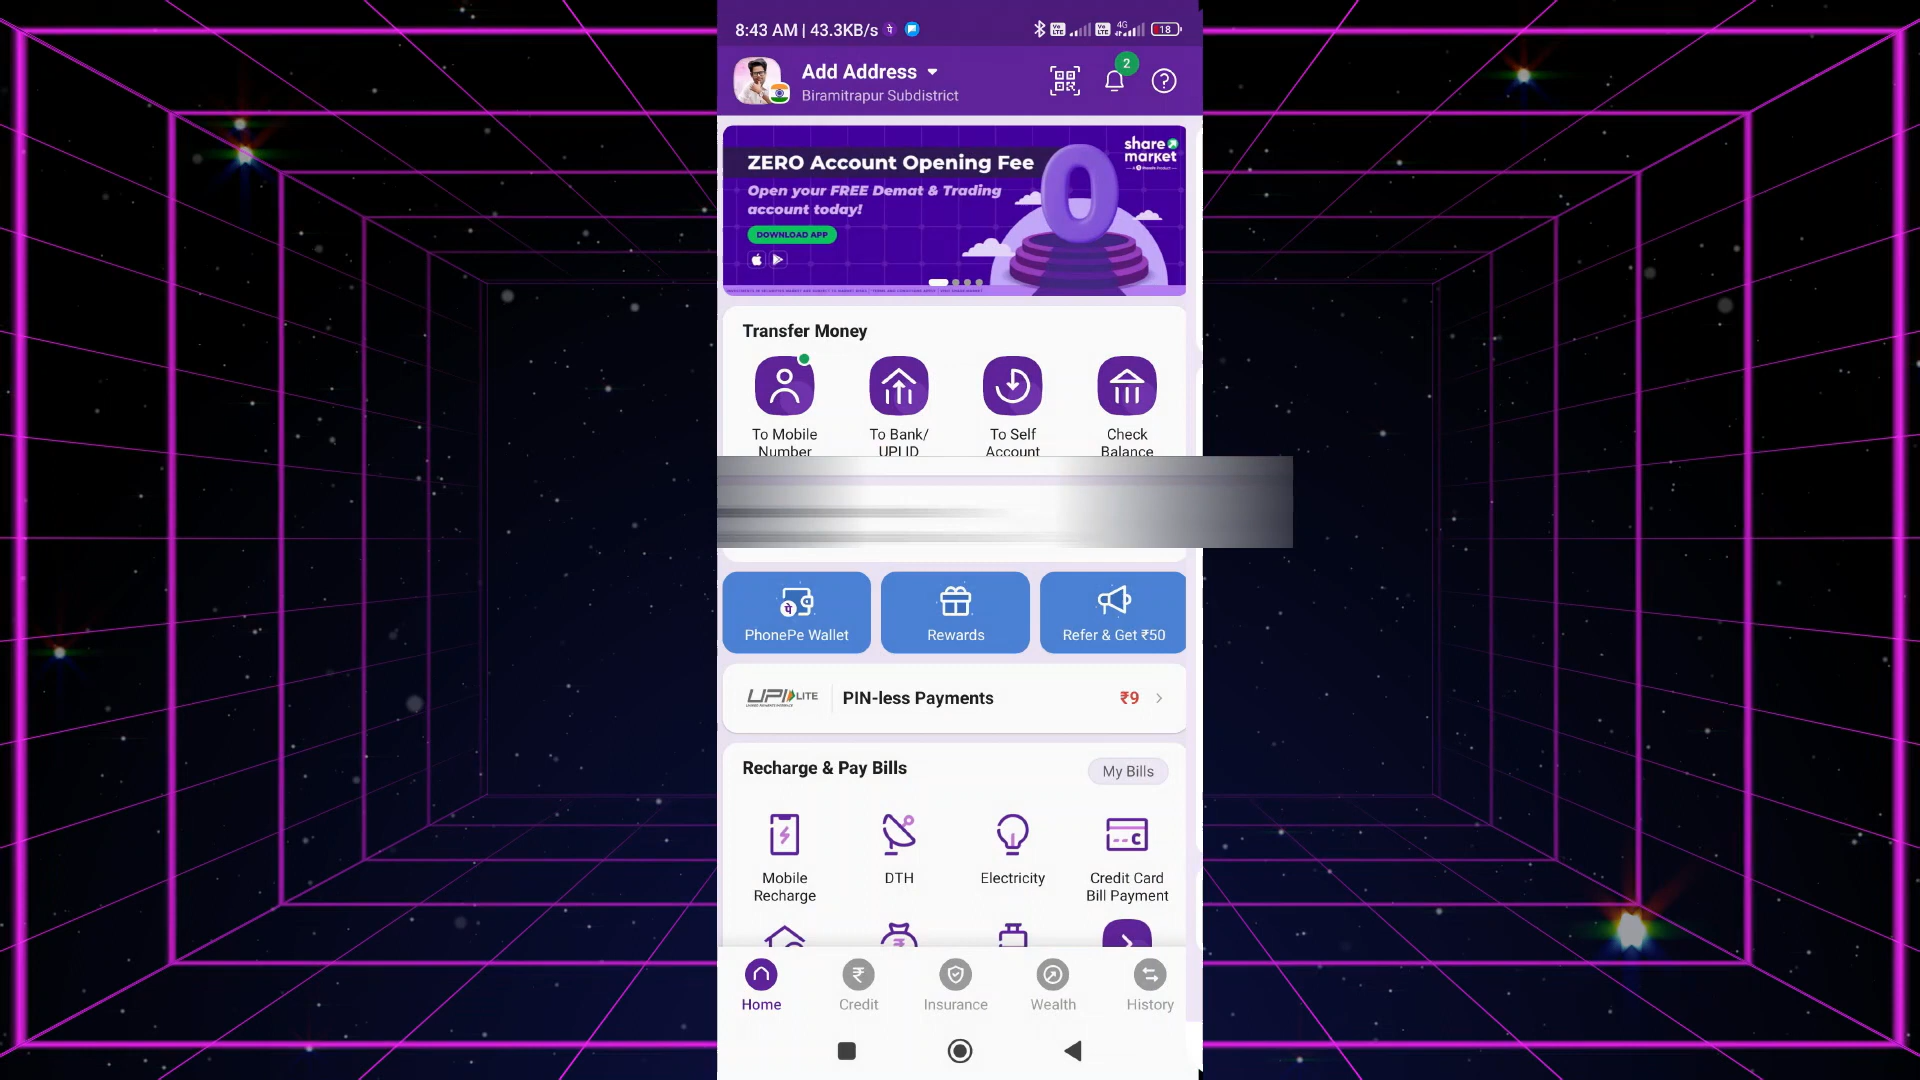 8:43 AM | 43.3KB/s
4G
18
Add Address
2
Biramitrapur Subdistrict
share
market
ZERO Account Opening Fee
Open your FREE Demat & Trading
account today!
DOWNLOAD APP
Transfer Money
To Mobile
Number
To Bank/
UPI ID
To Self
Account
Check
Balance
पे
PhonePe Wallet
Rewards
Refer & Get ₹50
UPI LITE
PIN-less Payments
₹9
Recharge & Pay Bills
My Bills
Mobile
Recharge
DTH
Electricity
Credit Card
Bill Payment
Home
Credit
Insurance
Wealth
History